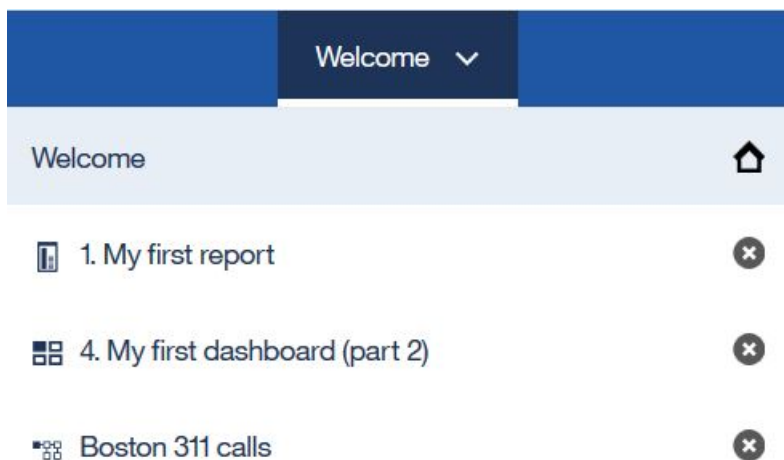 Welcome
Welcome
1. My first report
4. My first dashboard (part 2)
Boston 311 calls